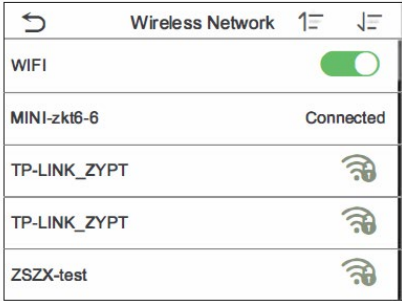 Wireless Network
WIFI
MINI-zkt6-6 Connected
TP-LINK_ZYPT
TP-LINK_ZYPT
ZSZX-test